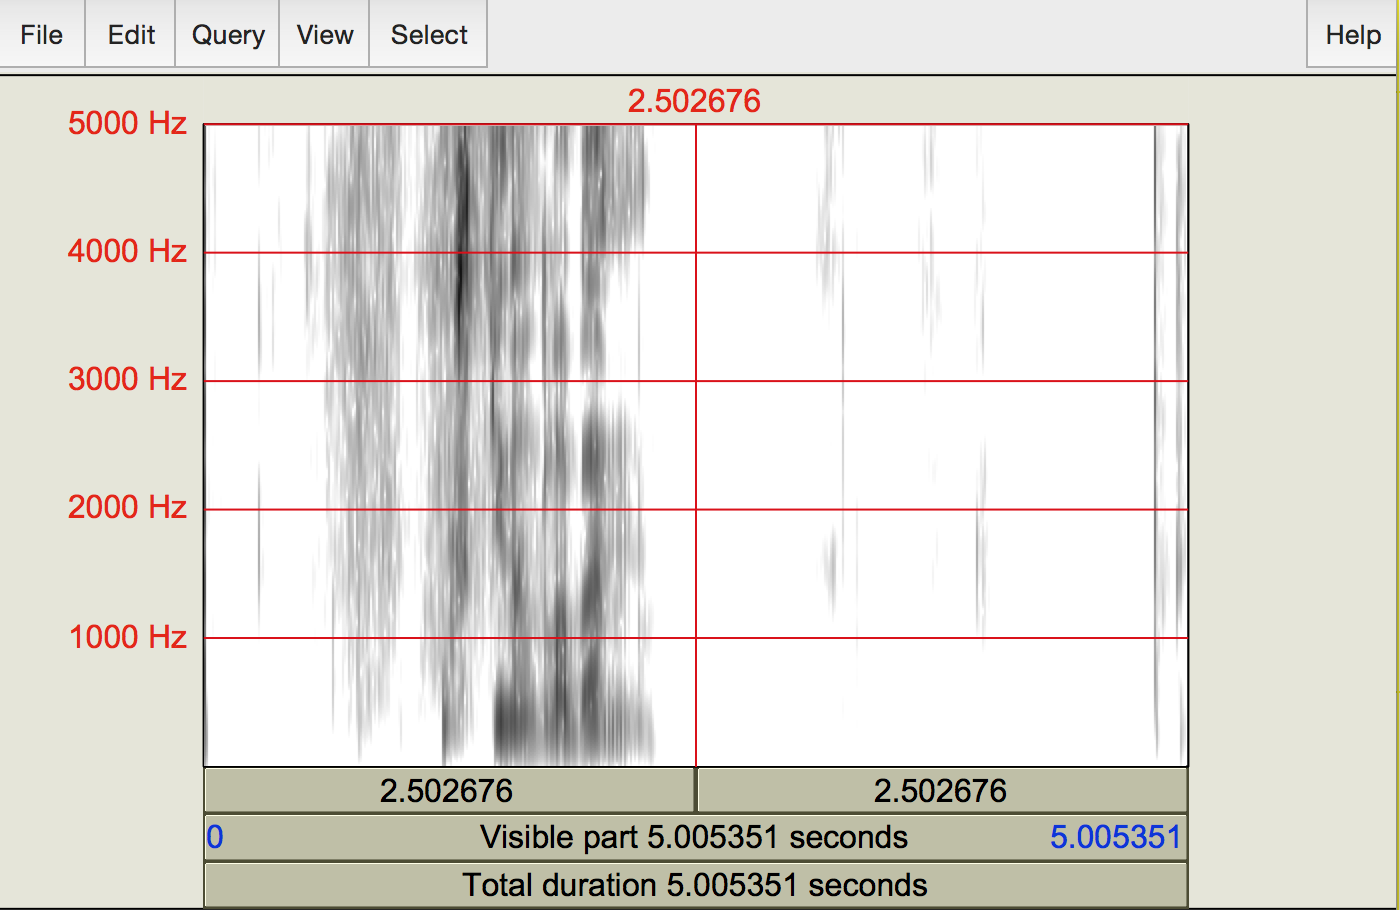 File Edit Query View Select Help
2.502676
5000 Hz
4000 Hz
3000 Hz
2000 Hz
1000 Hz
2.502676 2.502676
0 Visible part 5.005351 seconds 5.005351
Total duration 5.005351 seconds